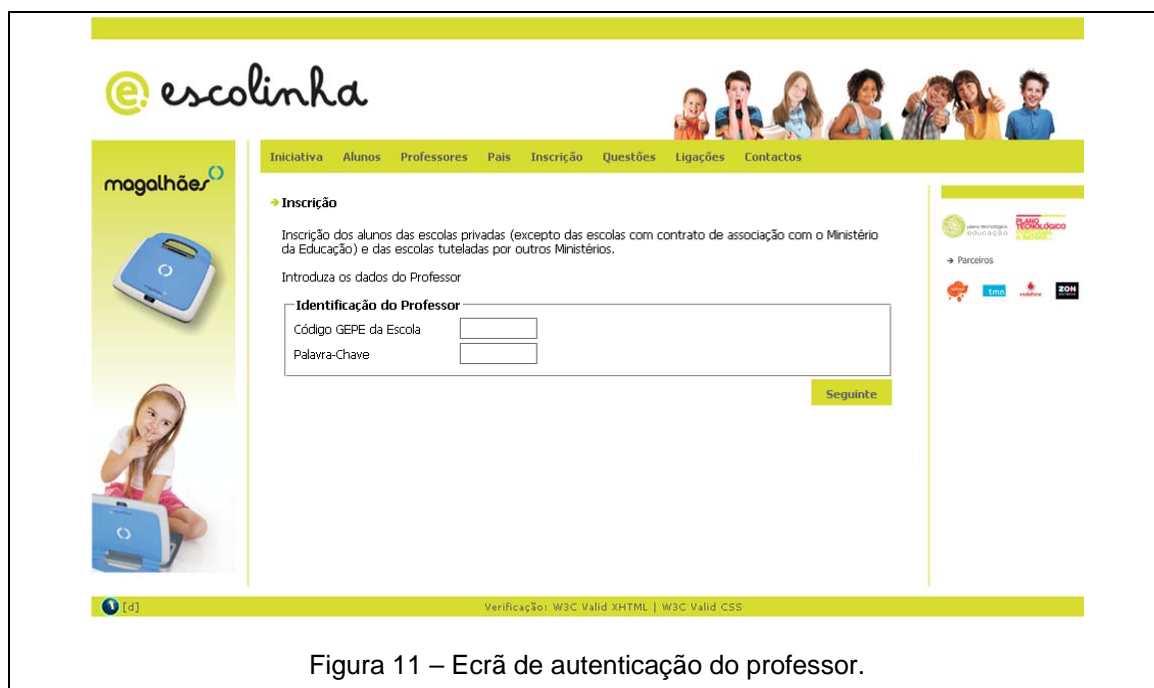 e. escolinha
Iniciativa Alunos Professores Pais Inscrição Questões Ligações Contactos
magalhães
Inscrição
Inscrição dos alunos das escolas privadas (excepto das escolas com contrato de associação com o Ministério
da Educação) e das escolas tuteladas por outros Ministérios.
Introduza os dados do Professor
Identificação do Professor
Código GEPE da Escola
Palavra-Chave
Seguinte
plano tecnológico
educação
PLANO
TECNOLÓGICO
Parceiros
tmn
vodafone
ZON
[d]
Verificação: W3C Valid XHTML | W3C Valid CSS
Figura 11 – Ecrã de autenticação do professor.